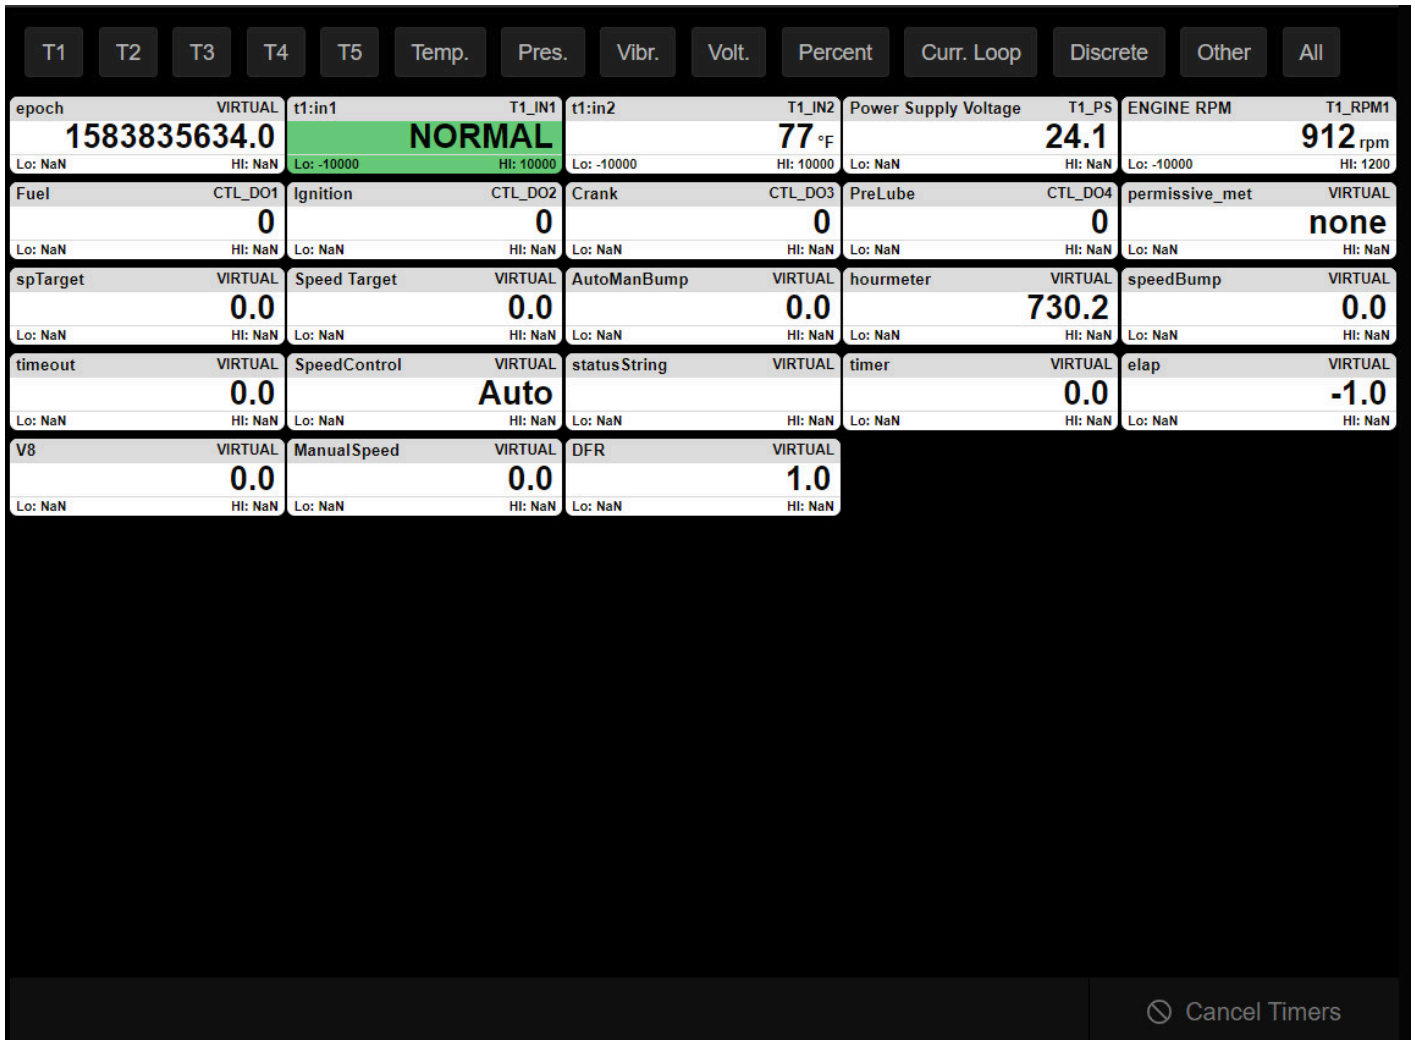 T1 T2 T3 T4 T5 Temp. Pres. Vibr. Volt. Percent Curr. Loop Discrete Other All
epoch VIRTUAL t1:in1 T1_IN1 t1:in2 T1_IN2 Power Supply Voltage T1_PS ENGINE RPM T1_RPM1
1583835634.0 NORMAL 77 °F 24.1 912 rpm
Lo: NaN HI: NaN Lo: -10000 HI: 10000 Lo: -10000 HI: 10000 Lo: NaN HI: NaN Lo: -10000 HI: 1200
Fuel CTL_DO1 Ignition CTL_DO2 Crank CTL_DO3 PreLube CTL_DO4 permissive_met VIRTUAL
0 0 0 0 none
Lo: NaN HI: NaN Lo: NaN HI: NaN Lo: NaN HI: NaN Lo: NaN HI: NaN Lo: NaN HI: NaN
spTarget VIRTUAL Speed Target VIRTUAL AutoManBump VIRTUAL hourmeter VIRTUAL speedBump VIRTUAL
0.0 0.0 0.0 730.2 0.0
Lo: NaN HI: NaN Lo: NaN HI: NaN Lo: NaN HI: NaN Lo: NaN HI: NaN Lo: NaN HI: NaN
timeout VIRTUAL SpeedControl VIRTUAL statusString VIRTUAL timer VIRTUAL elap VIRTUAL
0.0 Auto 0.0 -1.0
Lo: NaN HI: NaN Lo: NaN HI: NaN Lo: NaN HI: NaN Lo: NaN HI: NaN Lo: NaN HI: NaN
V8 VIRTUAL ManualSpeed VIRTUAL DFR VIRTUAL
0.0 0.0 1.0
Lo: NaN HI: NaN Lo: NaN HI: NaN Lo: NaN HI: NaN
Cancel Timers